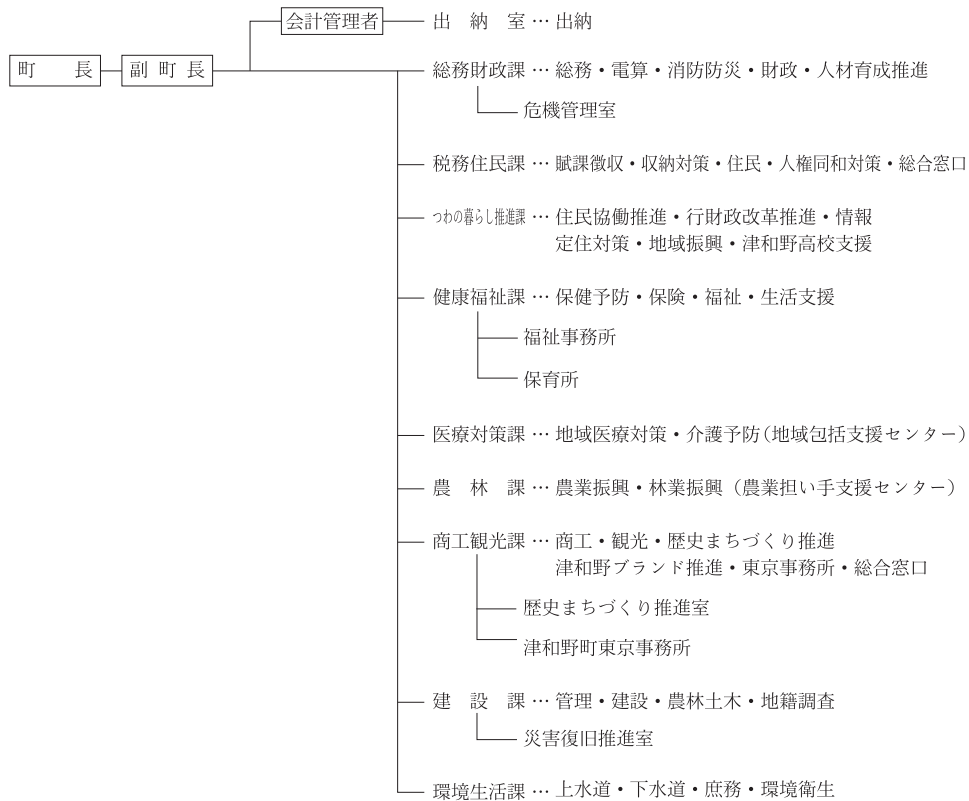 会計管理者 出　納　室 … 出納
町　　長 副 町 長 総務財政課 … 総務・電算・消防防災・財政・人材育成推進
危機管理室
税務住民課 … 賦課徴収・収納対策・住民・人権同和対策・総合窓口
つわの暮らし推進課 … 住民協働推進・行財政改革推進・情報
定住対策・地域振興・津和野高校支援
健康福祉課 … 保健予防・保険・福祉・生活支援
福祉事務所
保育所
医療対策課 … 地域医療対策・介護予防（地域包括支援センター）
農　林　課 … 農業振興・林業振興（農業担い手支援センター）
商工観光課 … 商工・観光・歴史まちづくり推進
津和野ブランド推進・東京事務所・総合窓口
歴史まちづくり推進室
津和野町東京事務所
建　設　課 … 管理・建設・農林土木・地籍調査
災害復旧推進室
環境生活課 … 上水道・下水道・庶務・環境衛生